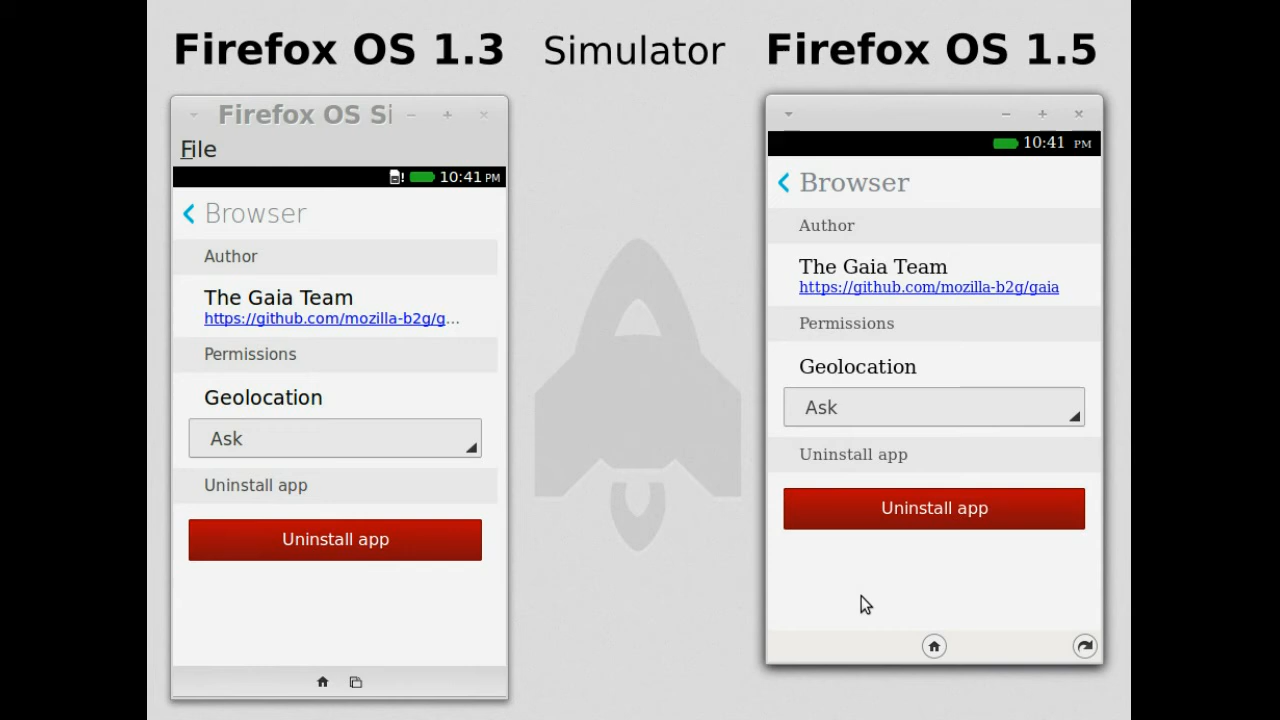 Firefox OS 1.3 Simulator Firefox OS 1.5
Firefox OS Si
File
10:41 PM
Browser
Author
The Gaia Team
https://github.com/mozilla-b2g/g...
Permissions
Geolocation
Ask
Uninstall app
Uninstall app
10:41 PM
Browser
Author
The Gaia Team
https://github.com/mozilla-b2g/gaia
Permissions
Geolocation
Ask
Uninstall app
Uninstall app